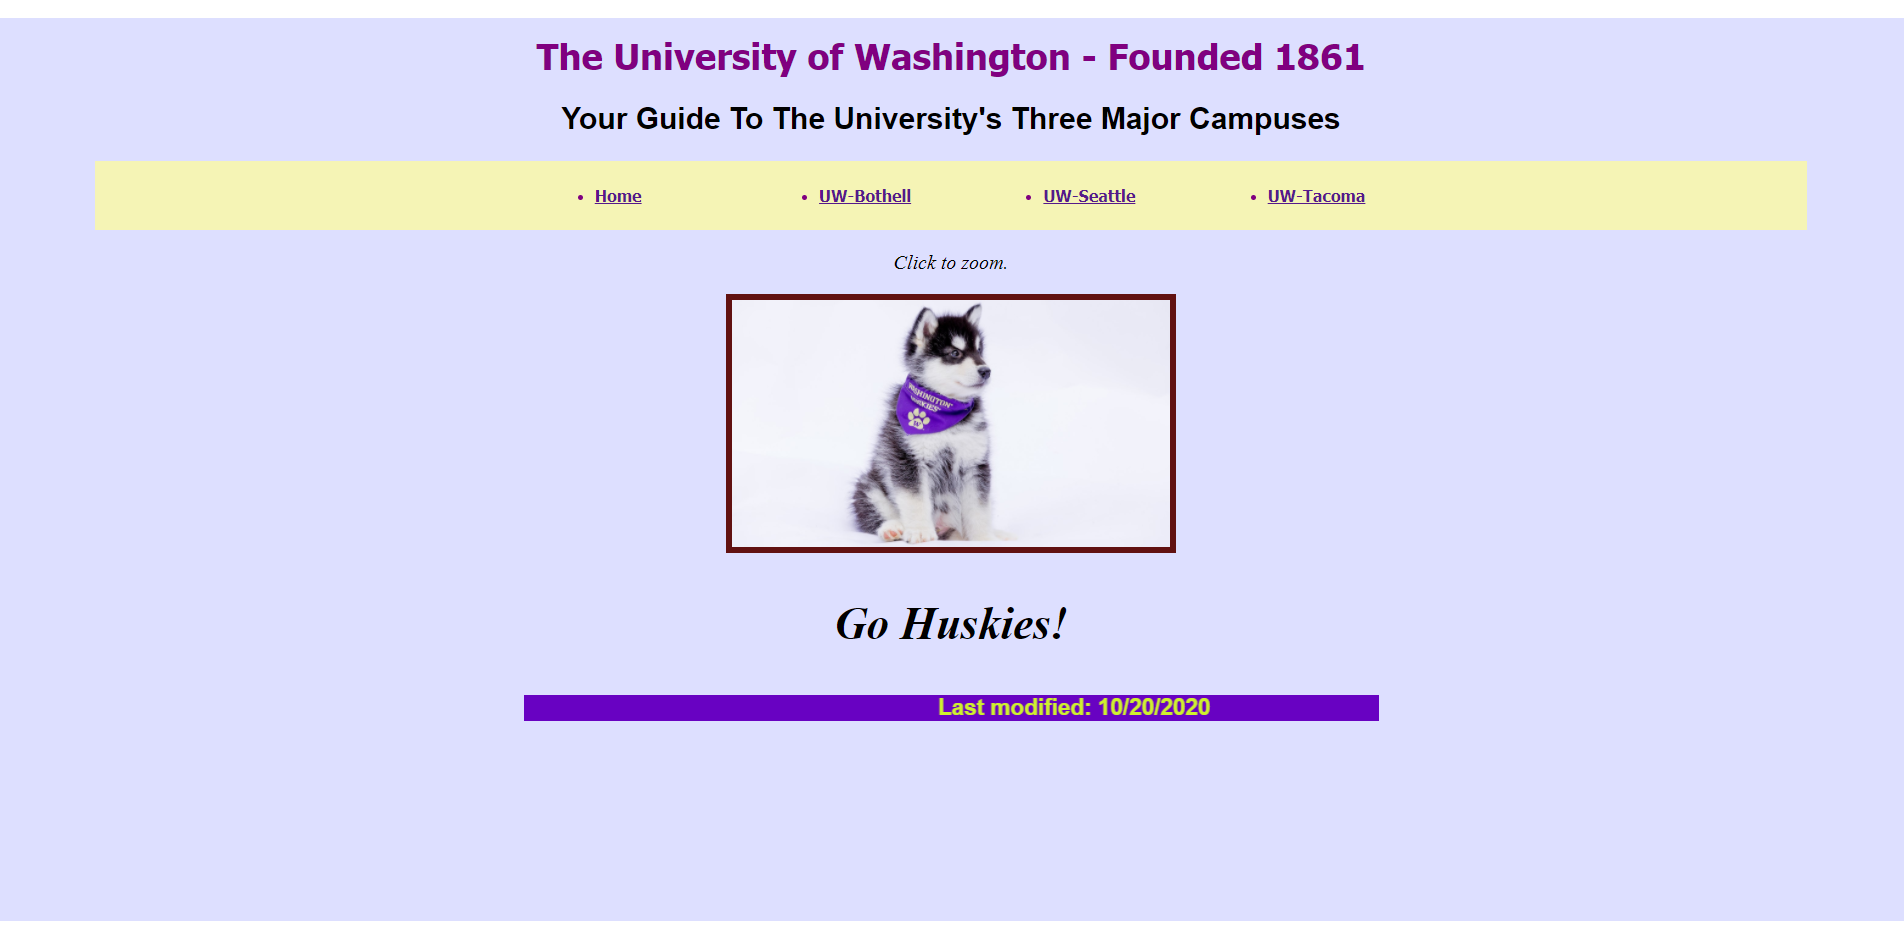 The University of Washington - Founded 1861
Your Guide To The University's Three Major Campuses
Home
UW-Bothell
UW-Seattle
UW-Tacoma
Click to zoom.
WASHINGTON
HUSKIES
W
Go Huskies!
Last modified: 10/20/2020